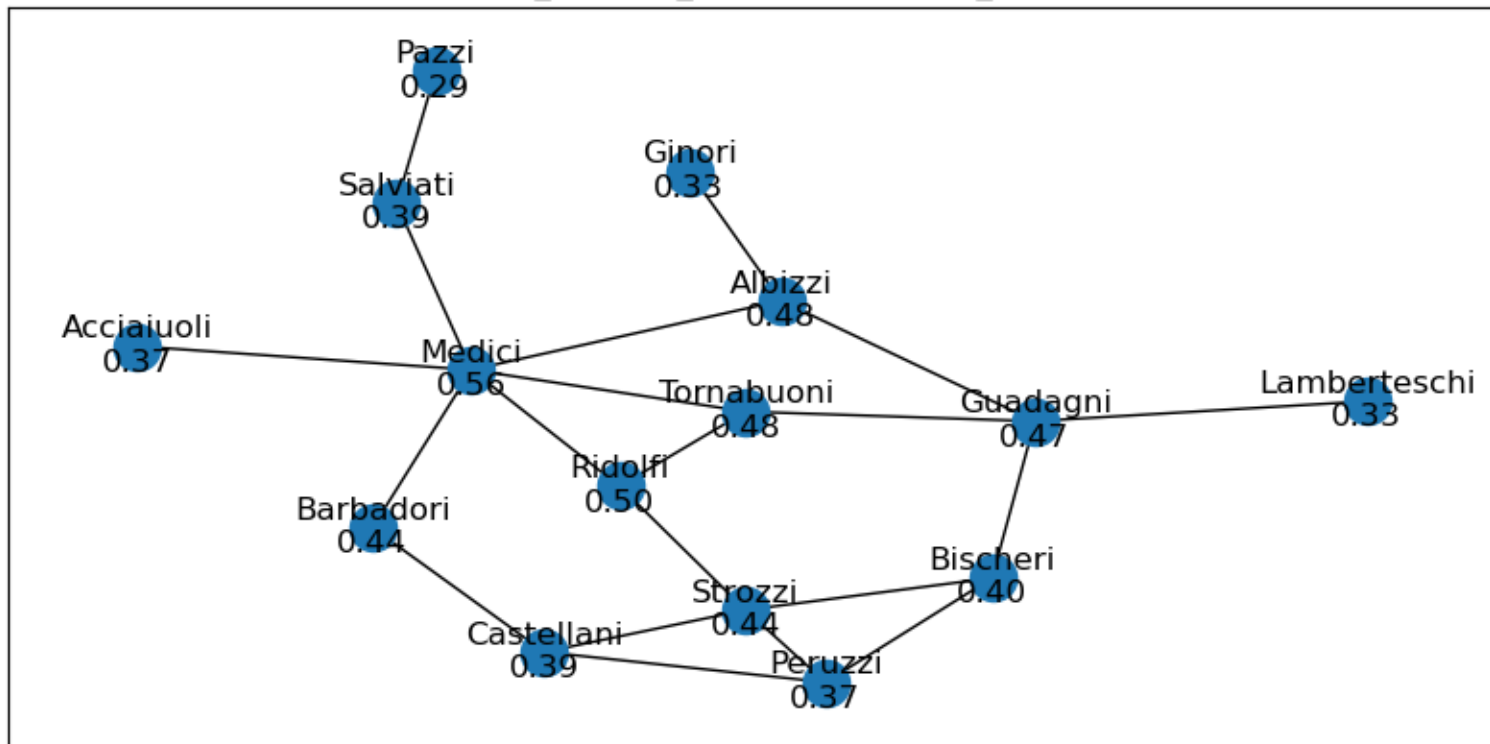 Pazzi
0.29
Ginori
0.33
Salviati
0.39
Albizzi
0.48
Acciaiuoli
0.37
Medici
0.56
Tornabuoni
0.48
Guadagni
0.47
Lamberteschi
0.33
Ridolfi
0.50
Barbadori
0.44
Bischeri
0.40
Strozzi
0.44
Castellani
0.39
Peruzzi
0.37